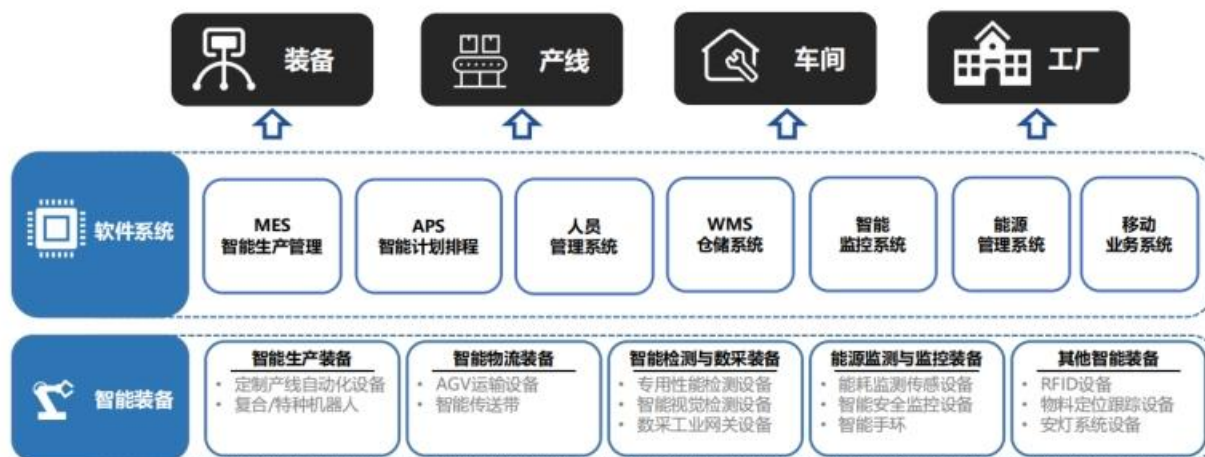 装备
产线
车间
工厂
软件系统
MES
智能生产管理
APS
智能计划排程
人员
管理系统
WMS
仓储系统
智能
监控系统
能源
管理系统
移动
业务系统
智能装备
智能生产装备
• 定制产线自动化设备
• 复合/特种机器人
智能物流装备
• AGV运输设备
• 智能传送带
智能检测与数采装备
• 专用性能检测设备
• 智能视觉检测设备
• 数采工业网关设备
能源监测与监控装备
• 能耗监测传感设备
• 智能安全监控设备
• 智能手环
其他智能装备
• RFID设备
• 物料定位跟踪设备
• 安灯系统设备